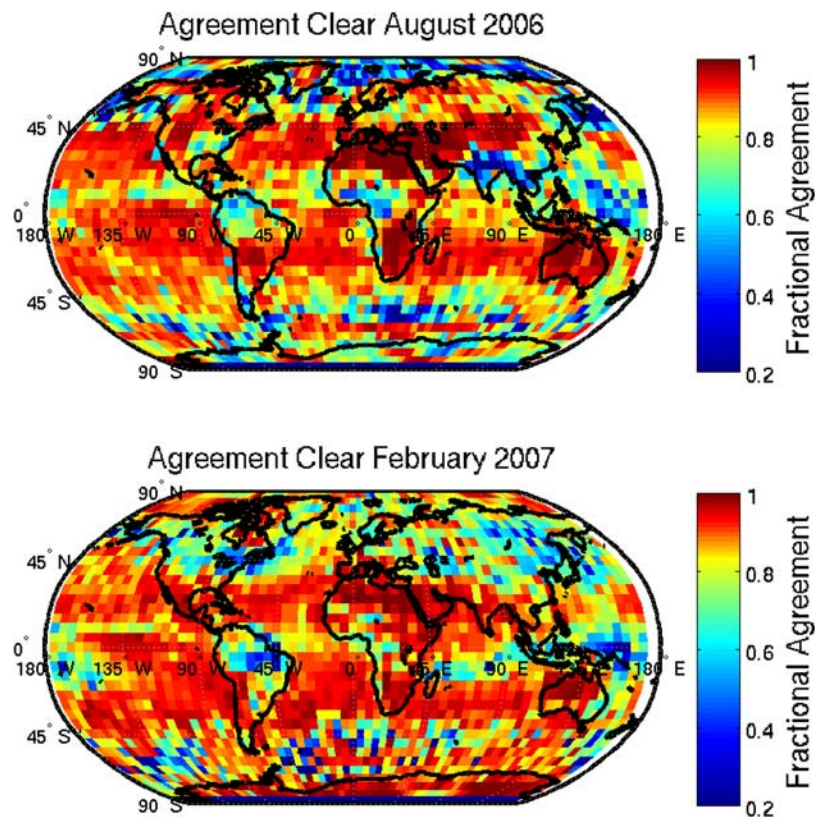 Agreement Clear August 2006
90° N
45° N
0°
180° W 135° W 90° W 45° W 0° 45° E 90° E 180° E
45° S
90° S
1
0.8
0.6
0.4
0.2
Fractional Agreement
Agreement Clear February 2007
90° N
45° N
0°
180° W 135° W 90° W 45° W 0° 45° E 90° E 180° E
45° S
90° S
1
0.8
0.6
0.4
0.2
Fractional Agreement